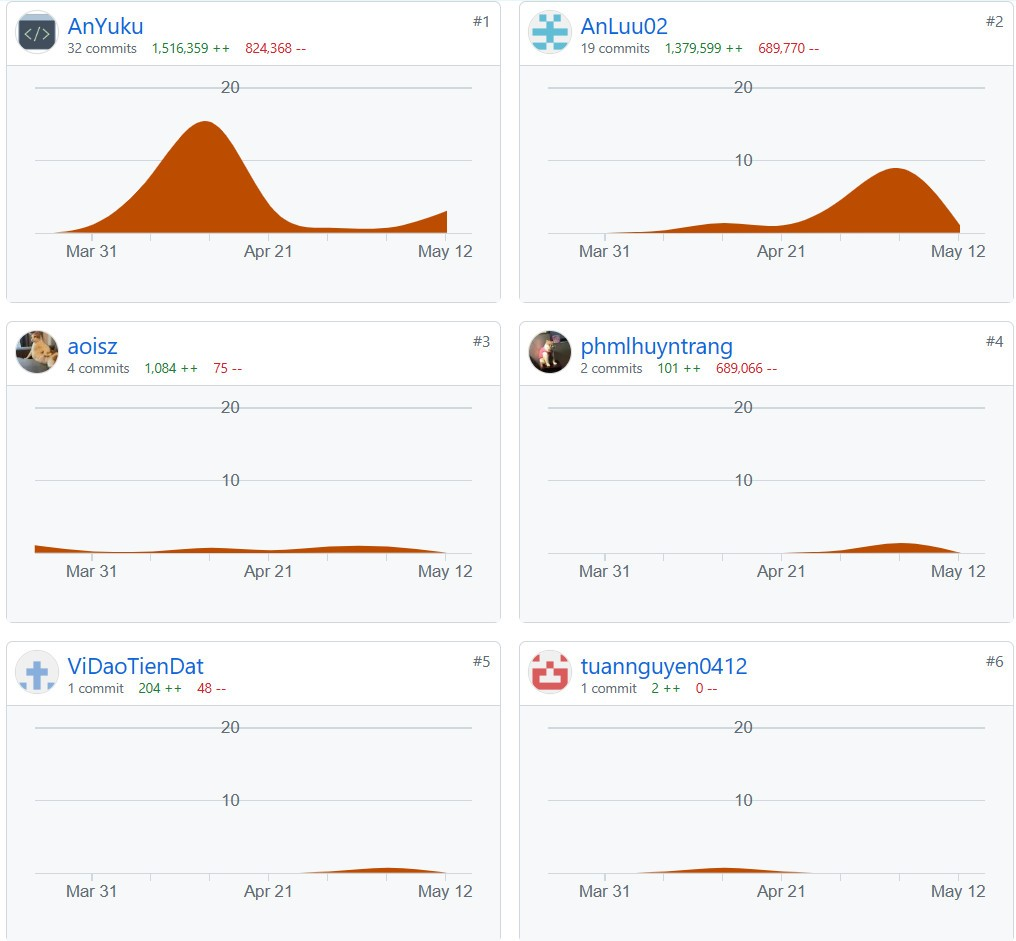 AnYuku
#1
32 commits 1,516,359 ++ 824,368 --
20
Mar 31 Apr 21 May 12
AnLuu02
#2
19 commits 1,379,599 ++ 689,770 --
20
10
Mar 31 Apr 21 May 12
aoisz
#3
4 commits 1,084 ++ 75 --
20
10
Mar 31 Apr 21 May 12
phmlhuyntrang
#4
2 commits 101 ++ 689,066 --
20
10
Mar 31 Apr 21 May 12
ViDaoTienDat
#5
1 commit 204 ++ 48 --
20
10
Mar 31 Apr 21 May 12
tuannguyen0412
#6
1 commit 2 ++ 0 --
20
10
Mar 31 Apr 21 May 12